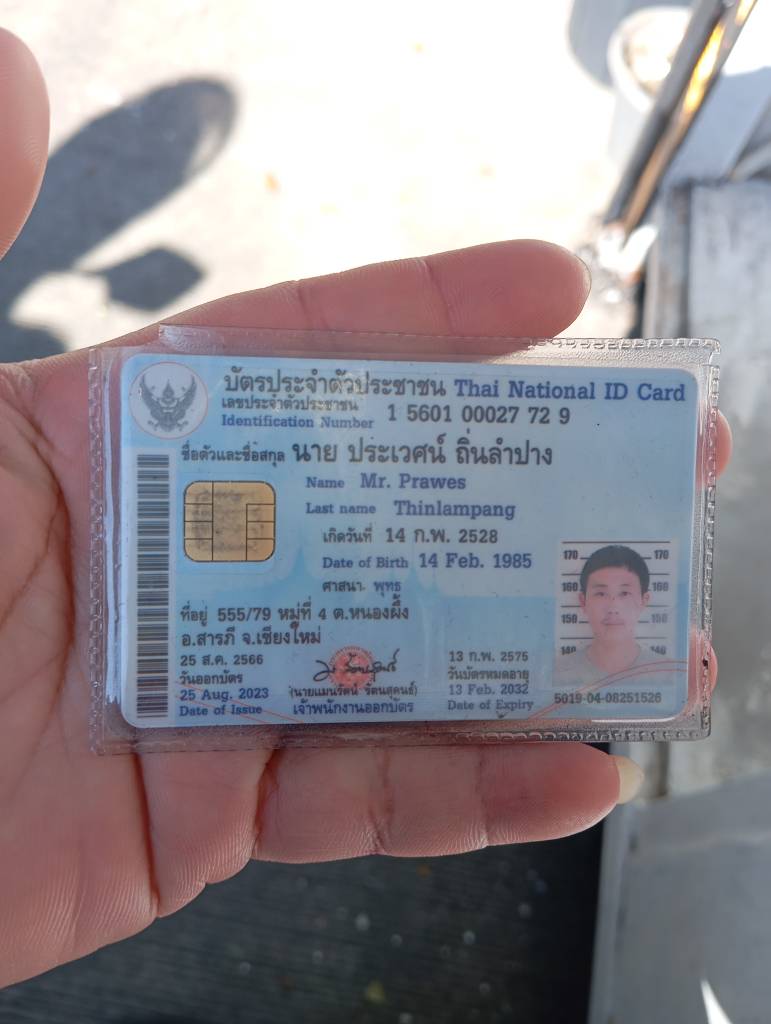 บัตรประจำตัวประชาชน Thai National ID Card
เลขประจำตัวประชาชน
Identification Number 1 5601 00027 72 9
ชื่อตัวและชื่อสกุล นาย ประเวศน์ ถิ่นลำปาง
Name Mr. Prawes
Last name Thinlampang
เกิดวันที่ 14 ก.พ. 2528
Date of Birth 14 Feb. 1985
ศาสนา พุทธ
ที่อยู่ 555/79 หมู่ที่ 4 ต.หนองผึ้ง
อ.สารภี จ.เชียงใหม่
25 ส.ค. 2566
วันออกบัตร
25 Aug. 2023
Date of Issue
(นายแมนรัตน์ รัตนสุคนธ์)
เจ้าพนักงานออกบัตร
13 ก.พ. 2575
วันบัตรหมดอายุ
13 Feb. 2032
Date of Expiry
170 170
160 160
150 150
140 140
5019-04-08251526